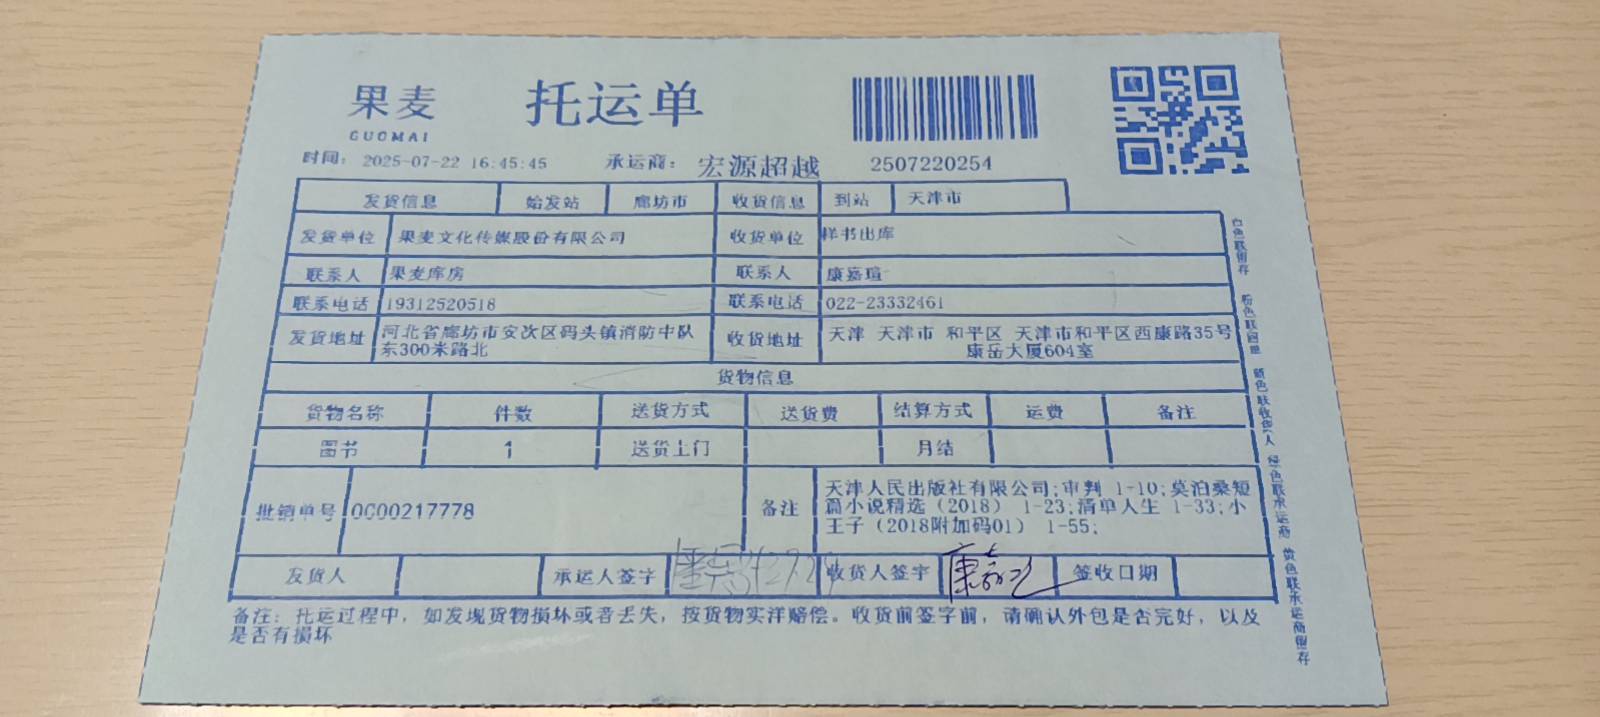 果麦 托运单
GUOMAI
时间： 2025-07-22 16:45:45 承运商： 宏源超越 2507220254
发货信息 始发站 廊坊市 收货信息 到站 天津市
发货单位 果麦文化传媒股份有限公司 收货单位 样书出库
联系人 果麦库房 联系人 康嘉瑄
联系电话 19312520518 联系电话 022-23332461
发货地址 河北省廊坊市安次区码头镇消防中队东300米路北 收货地址 天津 天津市 和平区 天津市和平区西康路35号康岳大厦604室
货物信息
货物名称 件数 送货方式 送货费 结算方式 运费 备注
图书 1 送货上门 月结
批销单号 0000217778 备注 天津人民出版社有限公司;审判 1-10;莫泊桑短
篇小说精选（2018） 1-23;清单人生 1-33;小
王子（2018附加码01） 1-55;
发货人 承运人签字 收货人签字 康 签收日期
备注：托运过程中，如发现货物损坏或者丢失，按货物实洋赔偿。收货前签字前，请确认外包是否完好，以及
是否有损坏
白色联留存 粉色联回单 蓝色联收货人 绿色联承运商 黄色联承运商留存